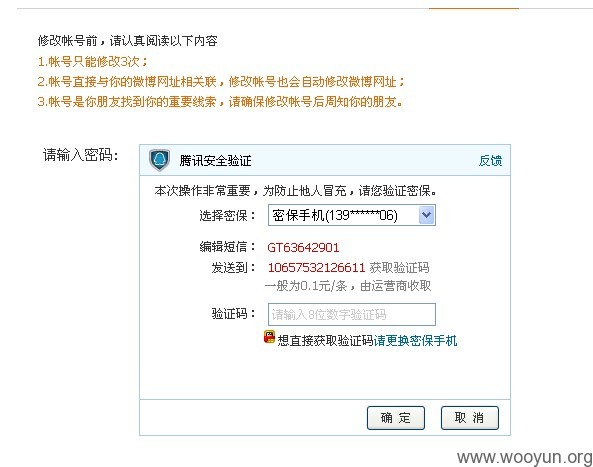 修改帐号前，请认真阅读以下内容
1.帐号只能修改3次；
2.帐号直接与你的微博网址相关联，修改帐号也会自动修改微博网址；
3.帐号是你朋友找到你的重要线索，请确保修改帐号后周知你的朋友。
请输入密码:
腾讯安全验证 反馈
本次操作非常重要，为防止他人冒充，请您验证密保。
选择密保： 密保手机(139******06)
编辑短信： GT63642901
发送到： 10657532126611 获取验证码
一般为0.1元/条，由运营商收取
验证码： 请输入8位数字验证码
想直接获取验证码请更换密保手机
确 定 取 消
www.wooyun.org